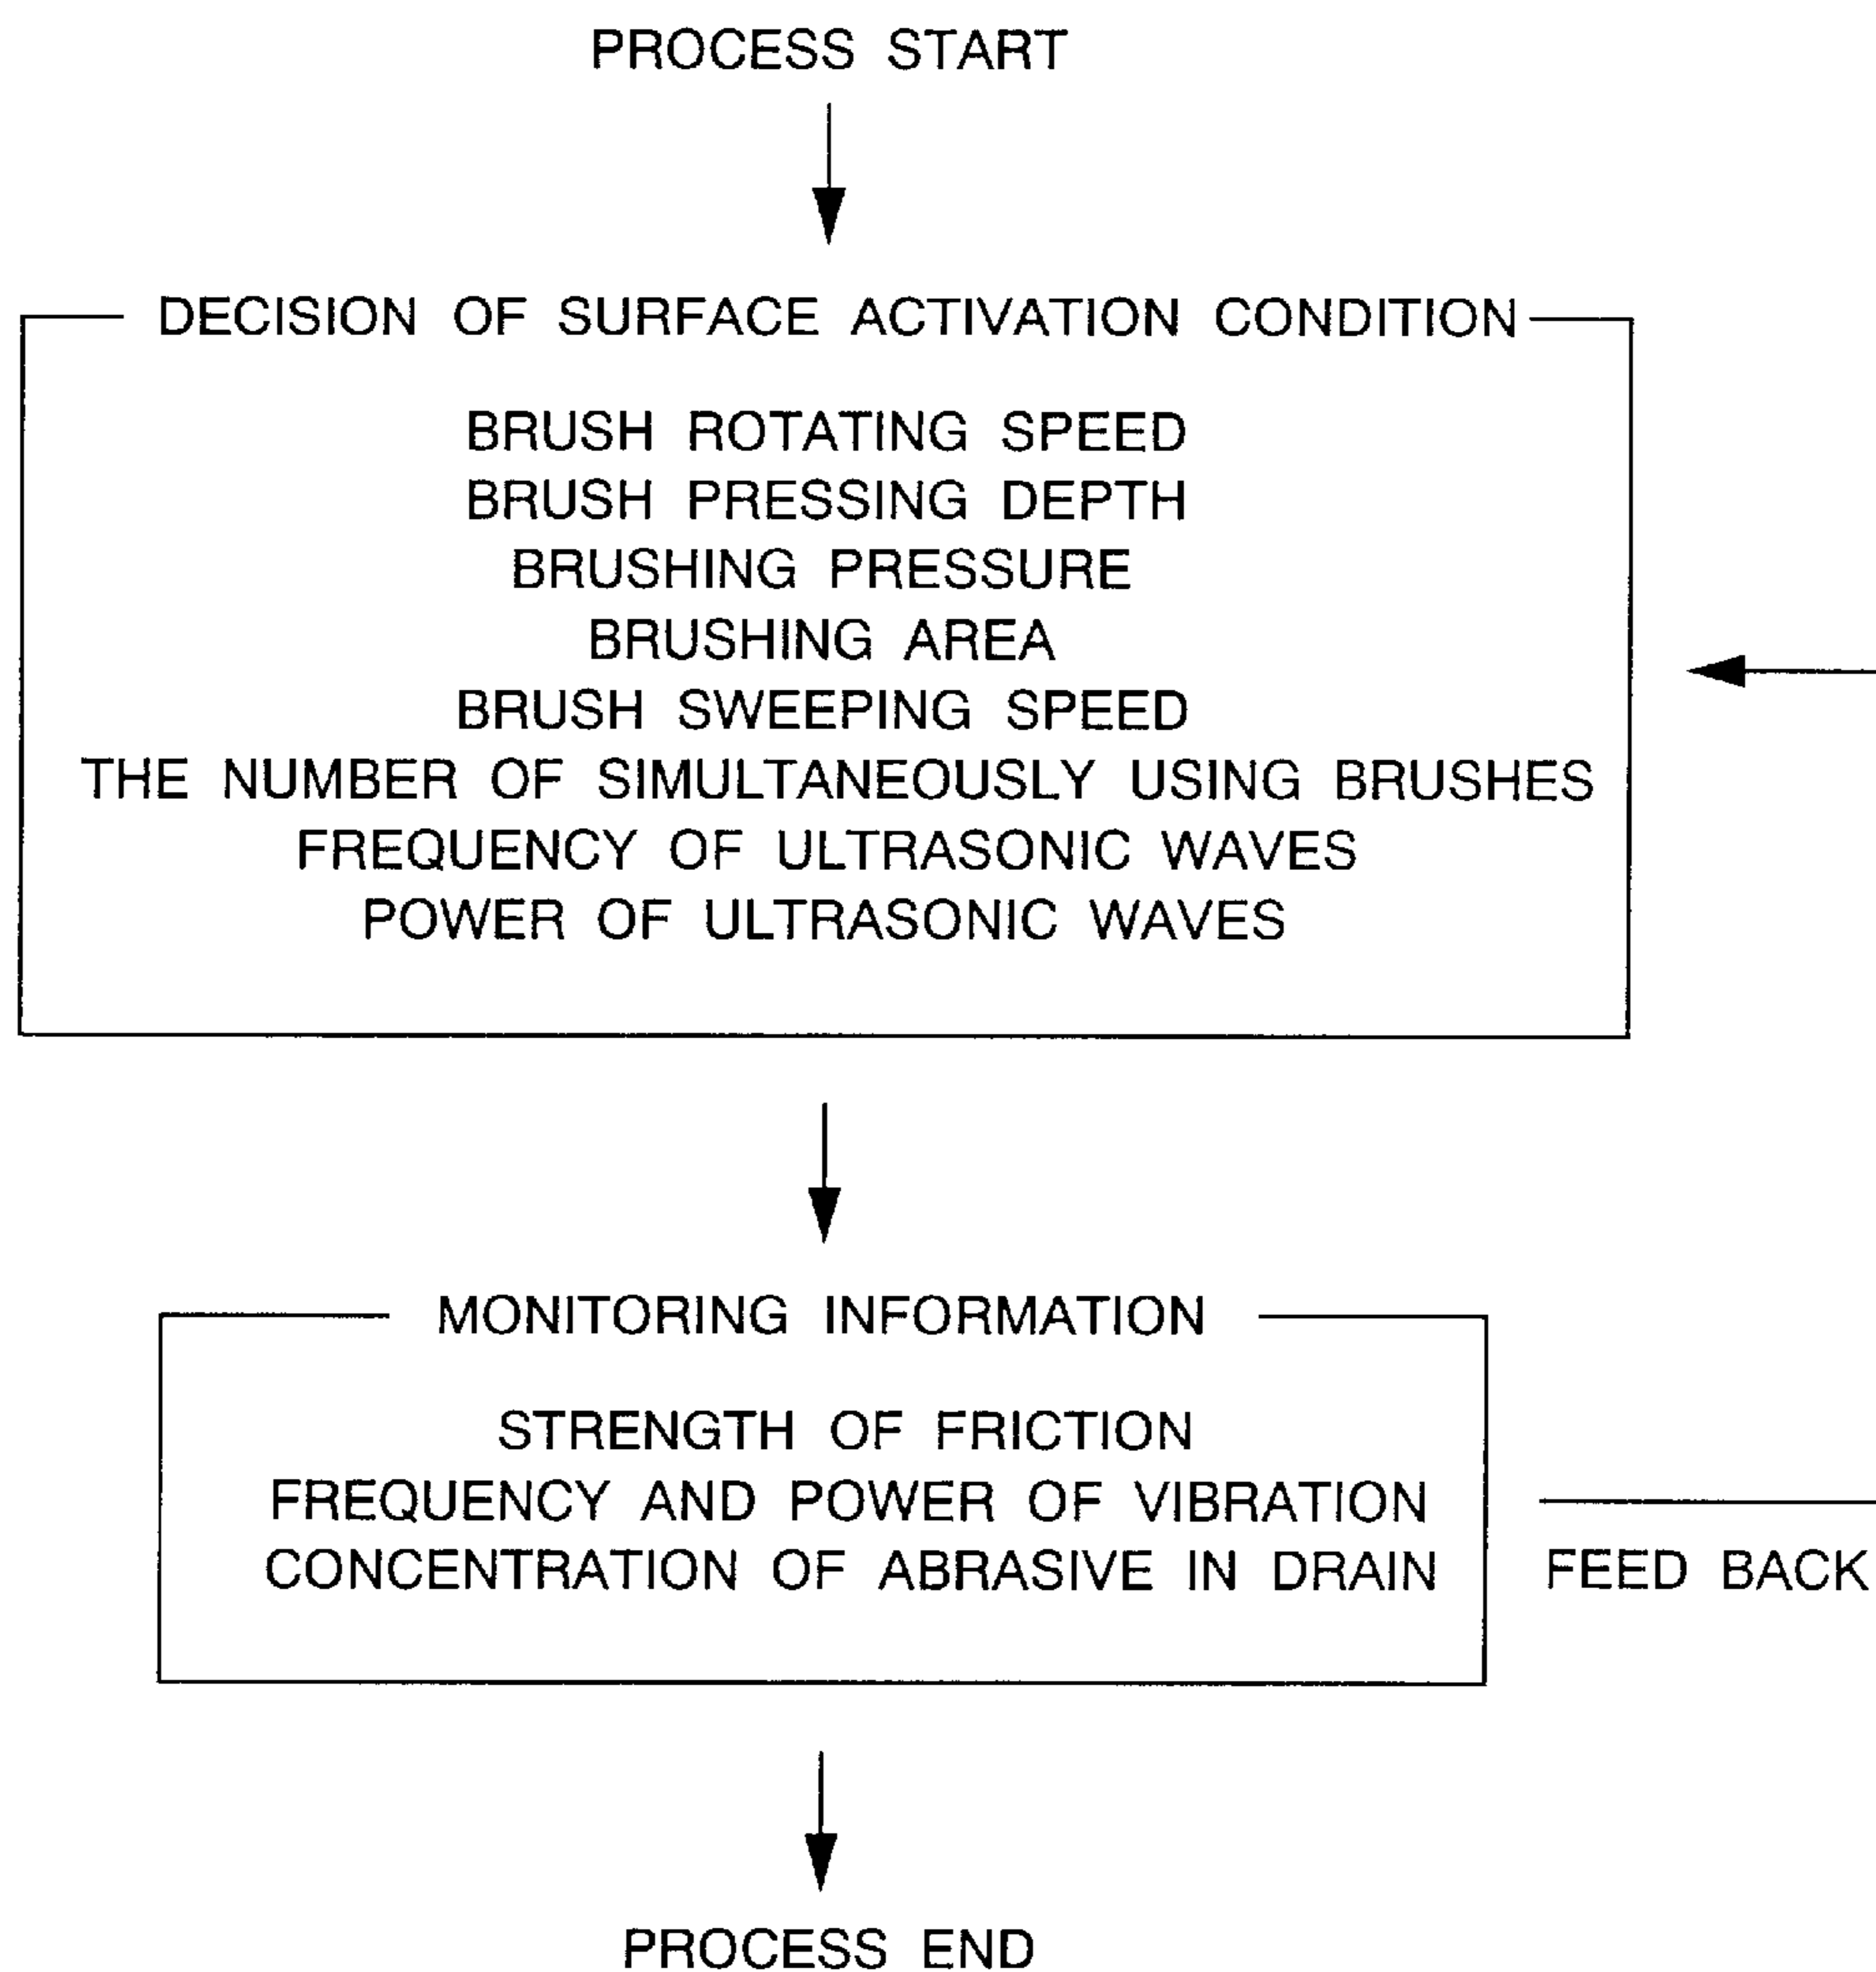 PROCESS START
DECISION OF SURFACE ACTIVATION CONDITION
BRUSH ROTATING SPEED
BRUSH PRESSING DEPTH
BRUSHING PRESSURE
BRUSHING AREA
BRUSH SWEEPING SPEED
THE NUMBER OF SIMULTANEOUSLY USING BRUSHES
FREQUENCY OF ULTRASONIC WAVES
POWER OF ULTRASONIC WAVES
MONITORING INFORMATION
STRENGTH OF FRICTION
FREQUENCY AND POWER OF VIBRATION
CONCENTRATION OF ABRASIVE IN DRAIN
FEED BACK
PROCESS END